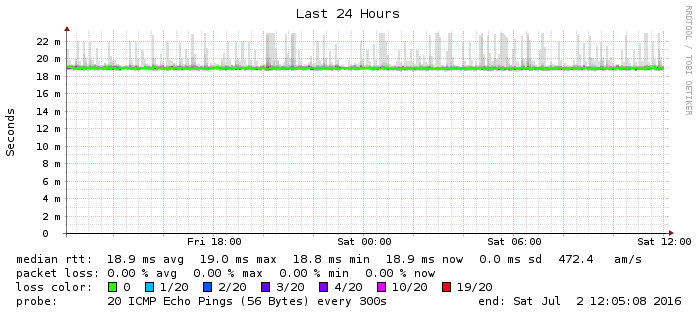 Last 24 Hours
RRDTOOL / TOBI OETIKER
Seconds
22 m
20 m
18 m
16 m
14 m
12 m
10 m
8 m
6 m
4 m
2 m
0
Fri 18:00 Sat 00:00 Sat 06:00 Sat 12:00
median rtt: 18.9 ms avg 19.0 ms max 18.8 ms min 18.9 ms now 0.0 ms sd 472.4 am/s
packet loss: 0.00 % avg 0.00 % max 0.00 % min 0.00 % now
loss color: 0 1/20 2/20 3/20 4/20 10/20 19/20
probe: 20 ICMP Echo Pings (56 Bytes) every 300s end: Sat Jul 2 12:05:08 2016